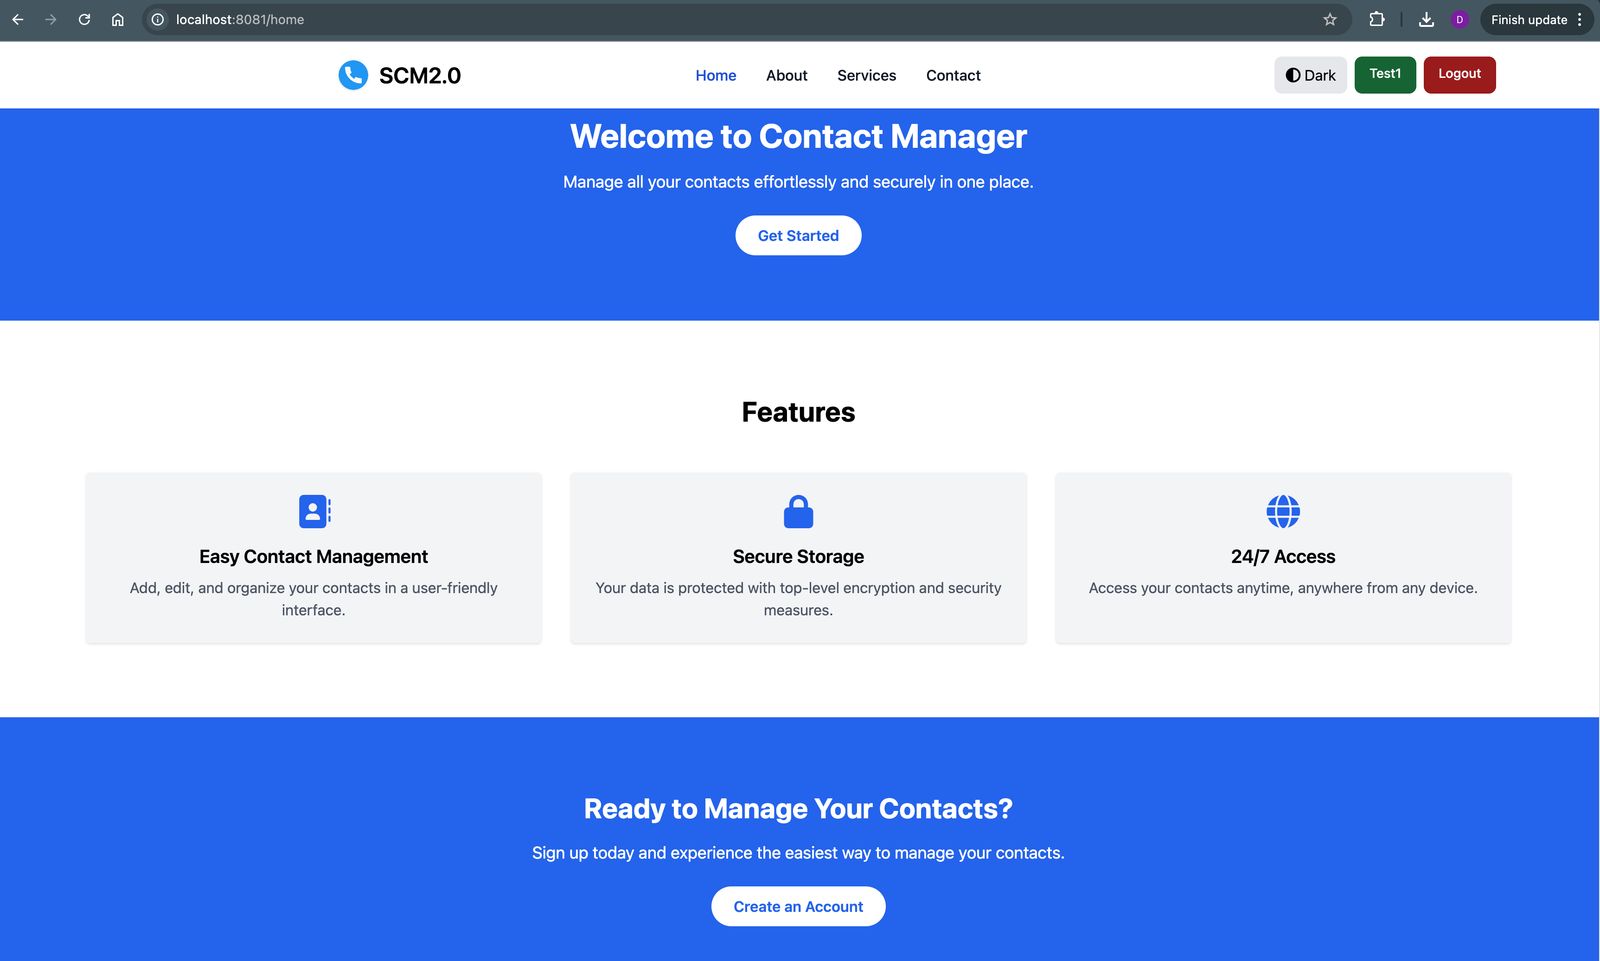 localhost:8081/home
D
Finish update
SCM2.0
Home
About
Services
Contact
Dark
Test1
Logout
Welcome to Contact Manager
Manage all your contacts effortlessly and securely in one place.
Get Started
Features
Easy Contact Management
Add, edit, and organize your contacts in a user-friendly
interface.
Secure Storage
Your data is protected with top-level encryption and security
measures.
24/7 Access
Access your contacts anytime, anywhere from any device.
Ready to Manage Your Contacts?
Sign up today and experience the easiest way to manage your contacts.
Create an Account